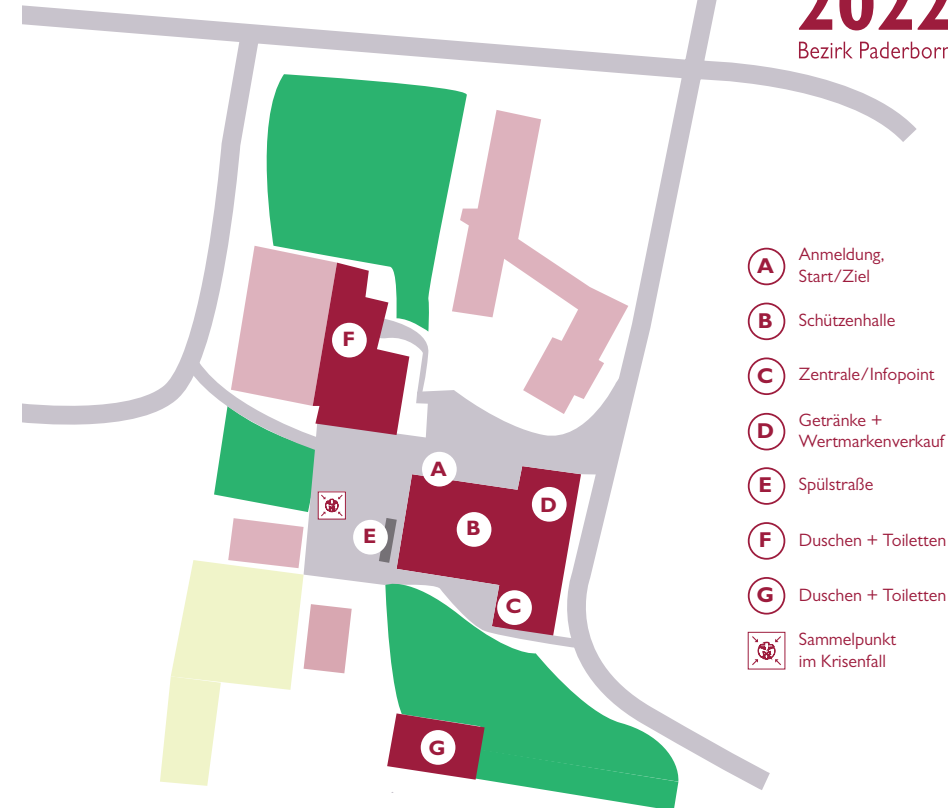 2022
Bezirk Paderborn
A
Anmeldung,
Start/Ziel
B
Schützenhalle
C
Zentrale/Infopoint
D
Getränke +
Wertmarkenverkauf
E
Spülstraße
F
Duschen + Toiletten
G
Duschen + Toiletten
Sammelpunkt
im Krisenfall
F
A
D
B
E
C
G